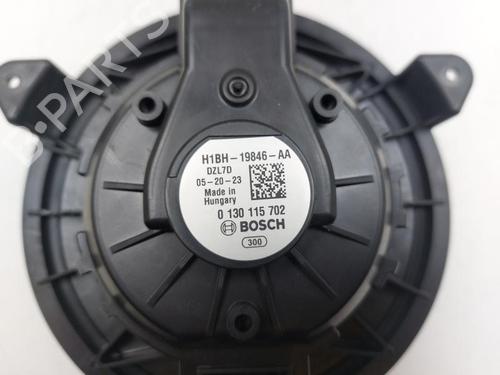 B-PARTS
H1BH-19846-AA
DZL7D
05-20-23
Made in
Hungary
0 130 115 702
BOSCH
300